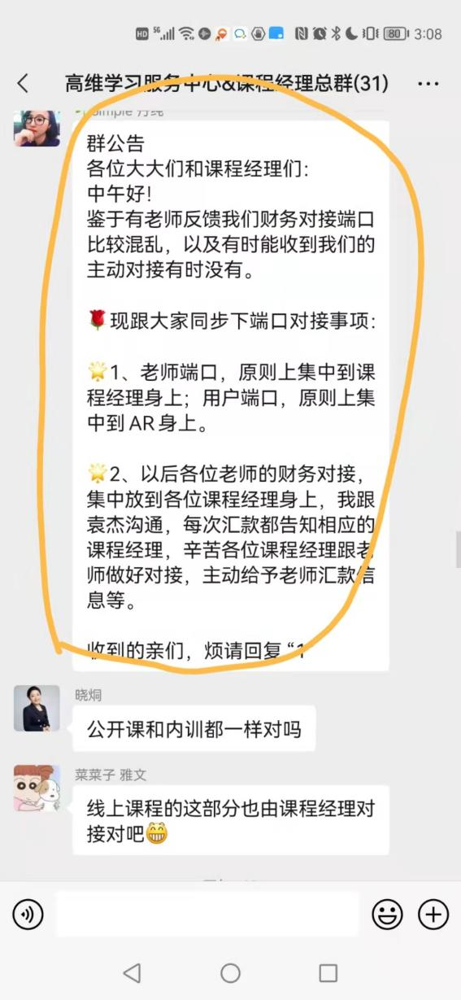 HD 5G 80 3:08
高维学习服务中心&课程经理总群(31)
simple 丹纯
群公告
各位大大们和课程经理们：
中午好！
鉴于有老师反馈我们财务对接端口
比较混乱，以及有时能收到我们的
主动对接有时没有。
🌹现跟大家同步下端口对接事项：
🌟1、老师端口，原则上集中到课
程经理身上；用户端口，原则上集
中到 AR 身上。
🌟2、以后各位老师的财务对接，
集中放到各位课程经理身上，我跟
袁杰沟通，每次汇款都告知相应的
课程经理，辛苦各位课程经理跟老
师做好对接，主动给予老师汇款信
息等。
收到的亲们，烦请回复 “1
晓炯
公开课和内训都一样对吗
菜菜子 雅文
线上课程的这部分也由课程经理对
接对吧😁